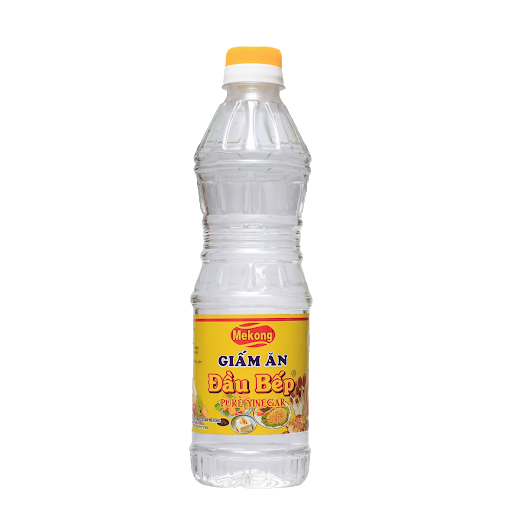 Mekong
GIẤM ĂN
Đầu Bếp®
PURE VINEGAR